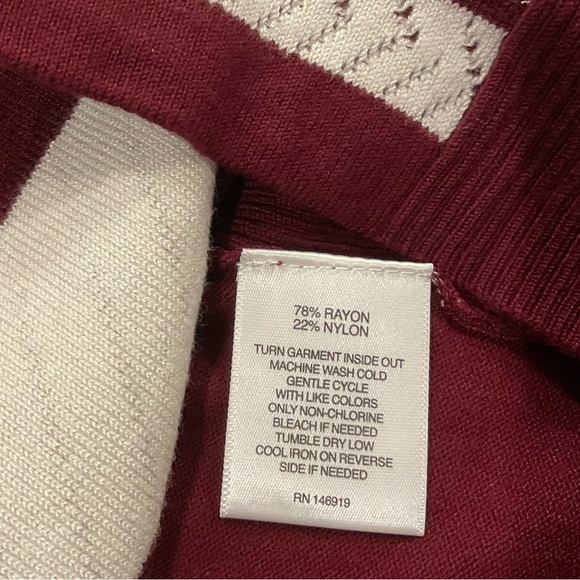 78% RAYON
22% NYLON
TURN GARMENT INSIDE OUT
MACHINE WASH COLD
GENTLE CYCLE
WITH LIKE COLORS
ONLY NON-CHLORINE
BLEACH IF NEEDED
TUMBLE DRY LOW
COOL IRON ON REVERSE
SIDE IF NEEDED
RN 146919